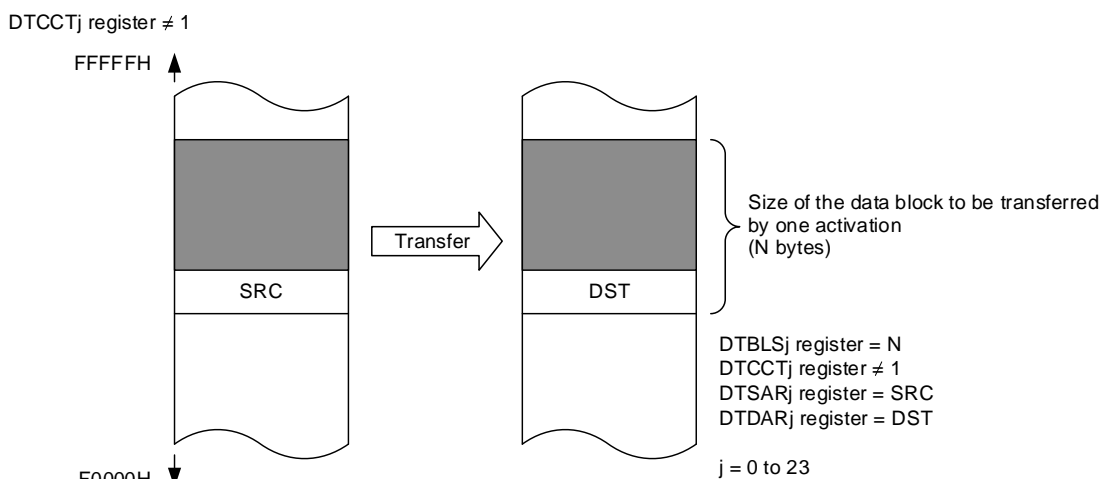 DTCCTj register ≠ 1
FFFFFH
SRC
Transfer
DST
Size of the data block to be transferred
by one activation
(N bytes)
DTBLSj register = N
DTCCTj register ≠ 1
DTSARj register = SRC
DTDARj register = DST
j = 0 to 23
F0000H